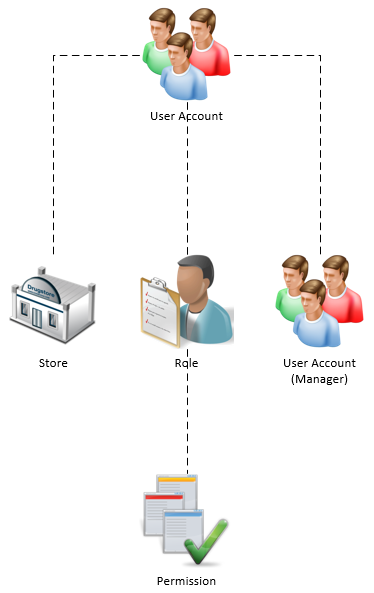 User Account
Drugstore
Store
Role
User Account
(Manager)
Permission